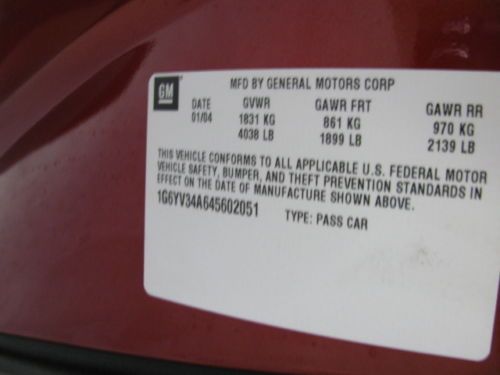 MFD BY GENERAL MOTORS CORP
GM
DATE GVWR GAWR FRT GAWR RR
01/04 1831 KG 861 KG 970 KG
4038 LB 1899 LB 2139 LB
THIS VEHICLE CONFORMS TO ALL APPLICABLE U.S. FEDERAL MOTOR
VEHICLE SAFETY, BUMPER, AND THEFT PREVENTION STANDARDS IN
EFFECT ON THE DATE OF MANUFACTURE SHOWN ABOVE.
1G6YV34A645602051 TYPE: PASS CAR